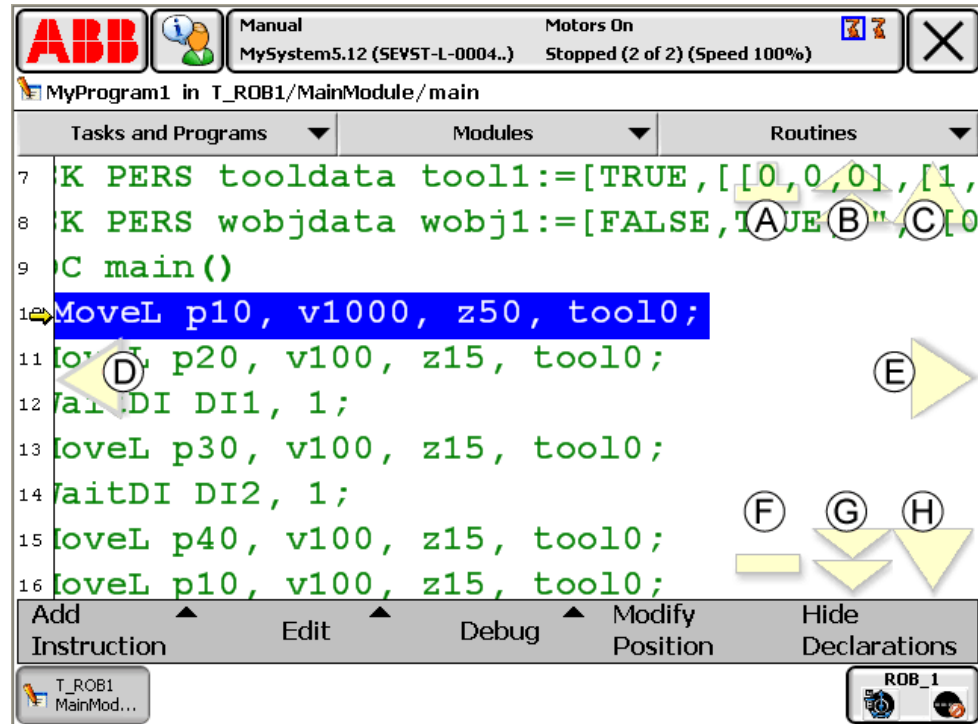 ABB
Manual
MySystem5.12 (SEVST-L-0004..)
Motors On
Stopped (2 of 2) (Speed 100%)
MyProgram1 in T_ROB1/MainModule/main
Tasks and Programs
Modules
Routines
7 K PERS tooldata tool1:=[TRUE,[[0,0,0],[1,
8 K PERS wobjdata wobj1:=[FALSE,TRUE,"",[[0
A B C
9 C main()
10 MoveL p10, v1000, z50, tool0;
11 MoveL p20, v100, z15, tool0;
D E
12 WaitDI DI1, 1;
13 MoveL p30, v100, z15, tool0;
14 WaitDI DI2, 1;
F G H
15 MoveL p40, v100, z15, tool0;
16 MoveL p10, v100, z15, tool0;
Add Instruction
Edit
Debug
Modify Position
Hide Declarations
T_ROB1
MainMod...
ROB_1